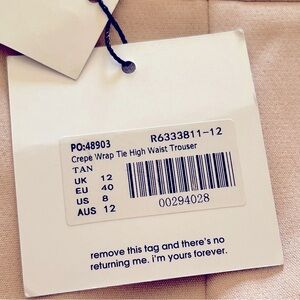 PO:48903 R6333811-12
Crepe Wrap Tie High Waist Trouser
TAN
UK 12
EU 40
US 8
AUS 12
00294028
remove this tag and there's no
returning me. i'm yours forever.